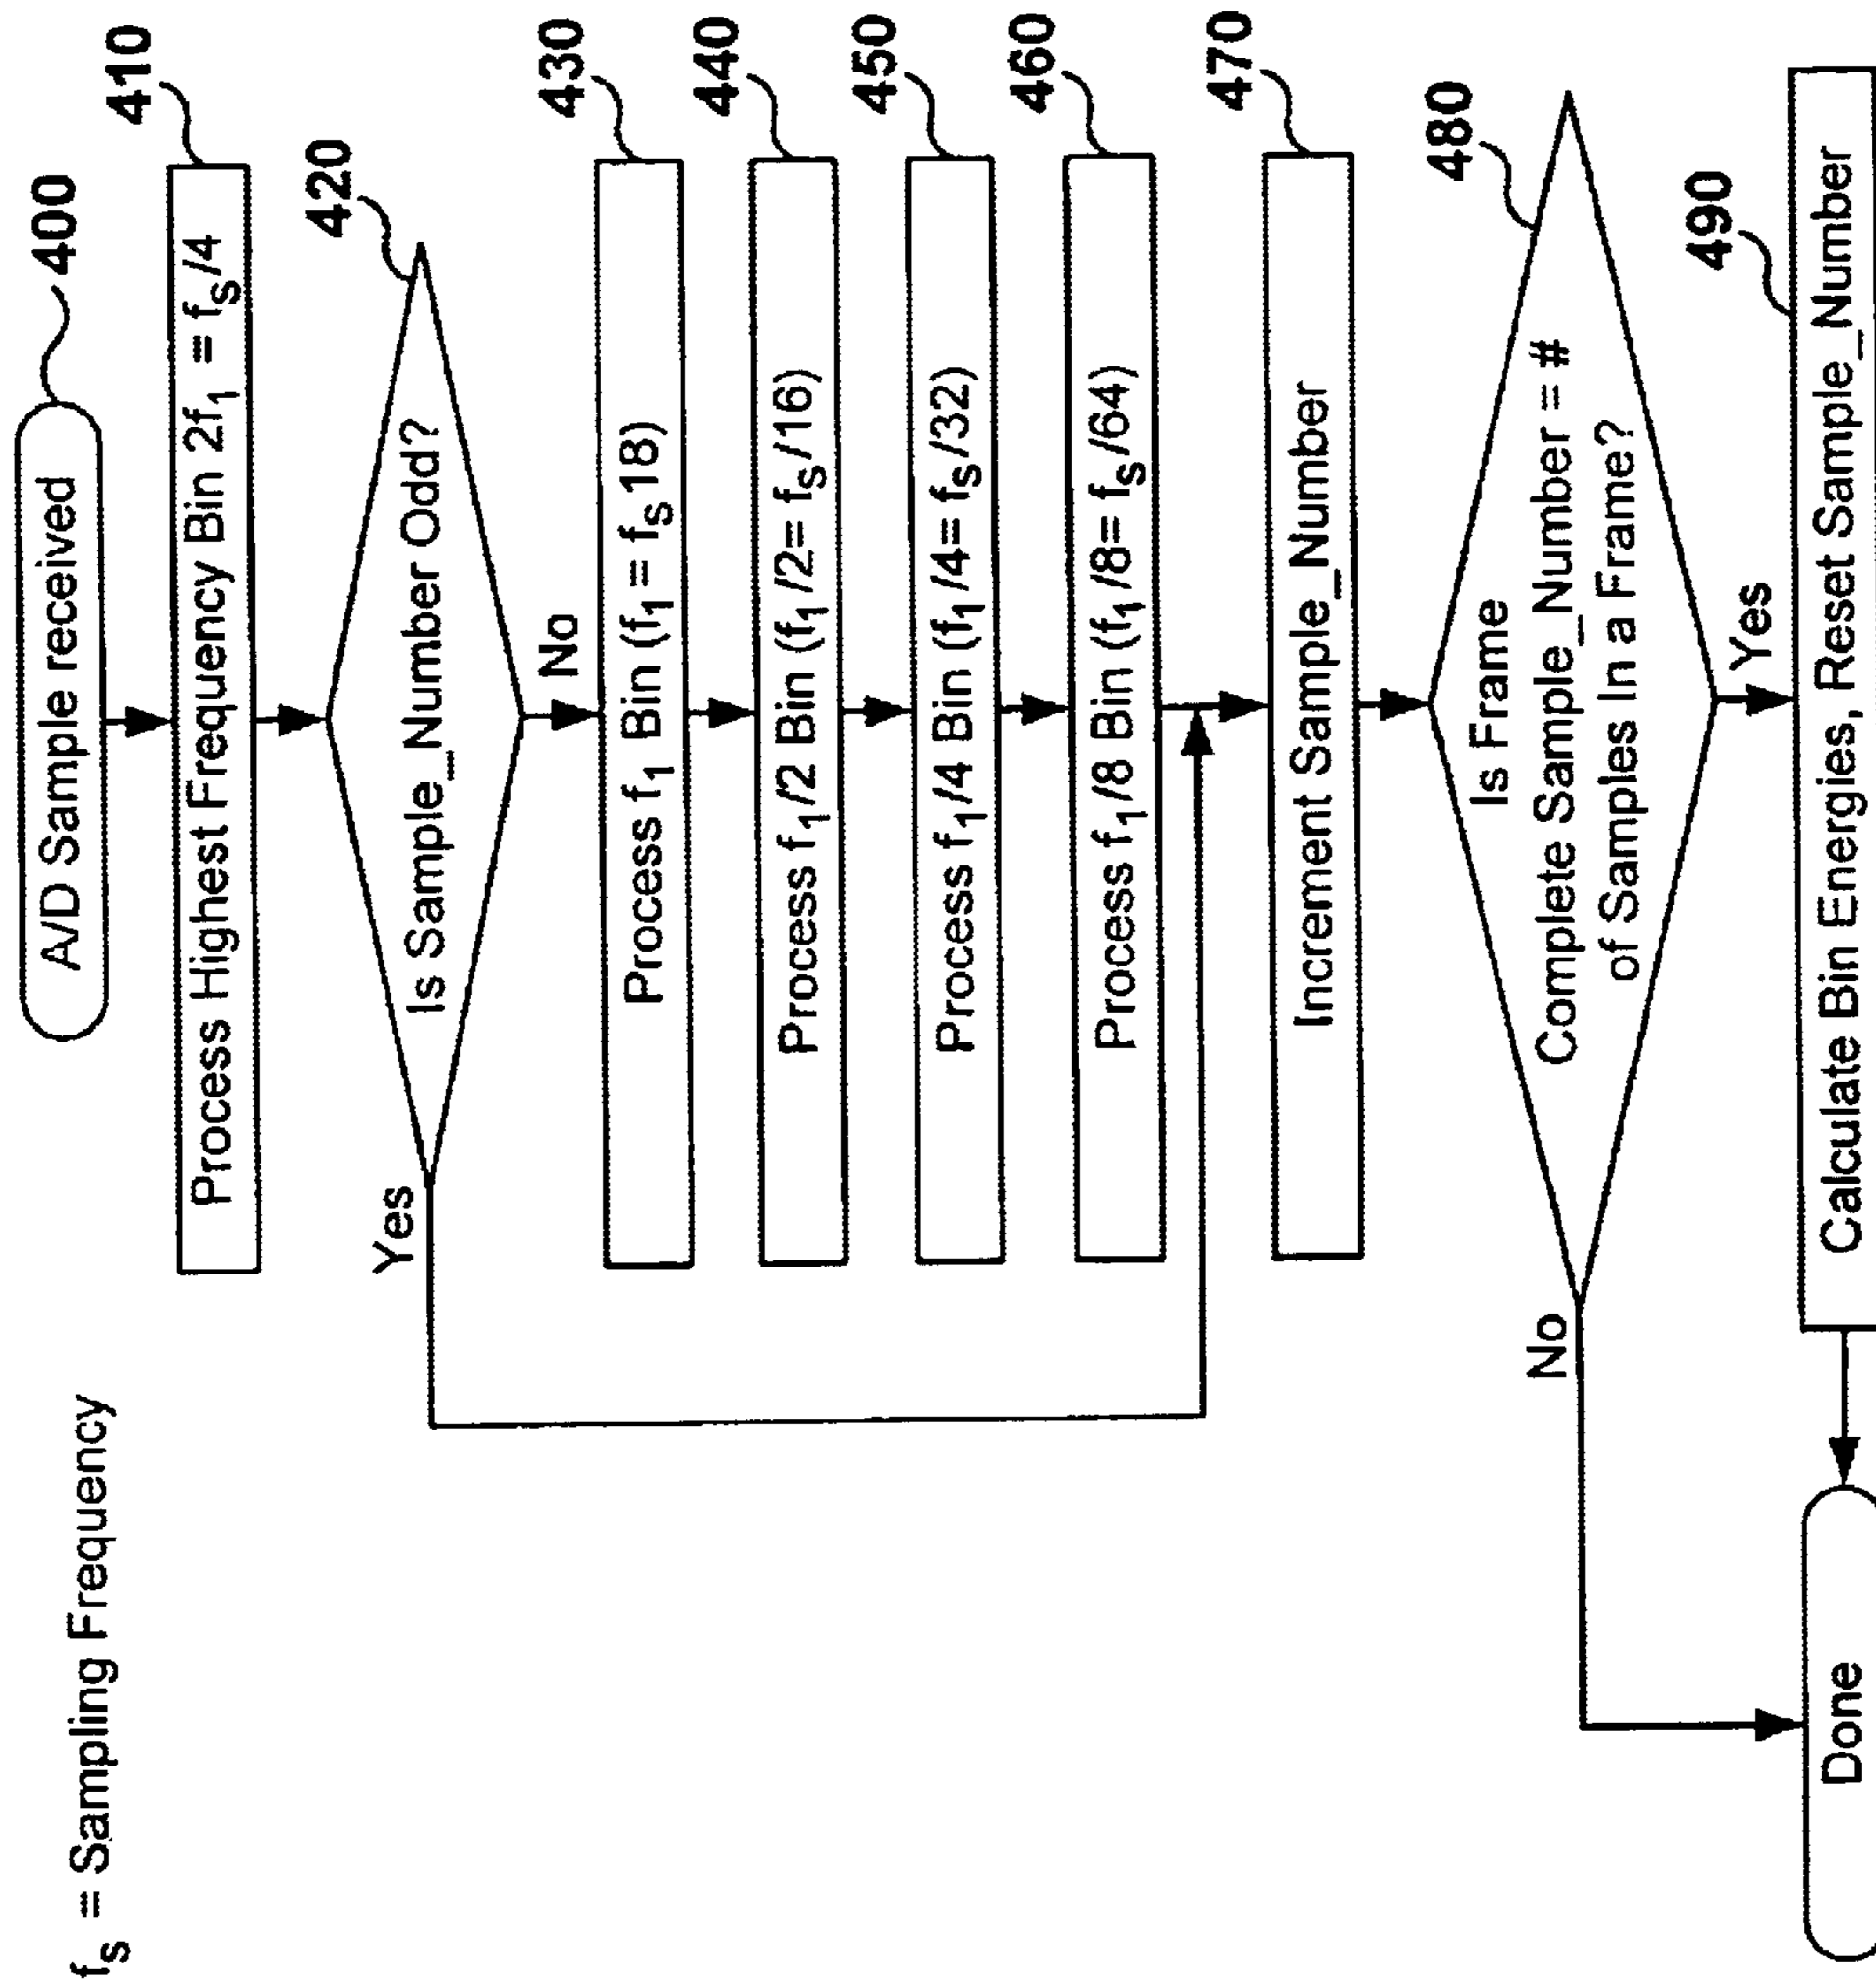 fs = Sampling Frequency
A/D Sample received
400
Process Highest Frequency Bin 2f1 = fs/4
410
Is Sample_Number Odd?
420
Yes
No
Process f1 Bin (f1 = fs18)
430
Process f1/2 Bin (f1/2= fs/16)
440
Process f1/4 Bin (f1/4= fs/32)
450
Process f1/8 Bin (f1/8= fs/64)
460
Increment Sample_Number
470
Is Frame
Complete Sample_Number = #
of Samples In a Frame?
480
No
Yes
Calculate Bin Energies, Reset Sample_Number
490
Done